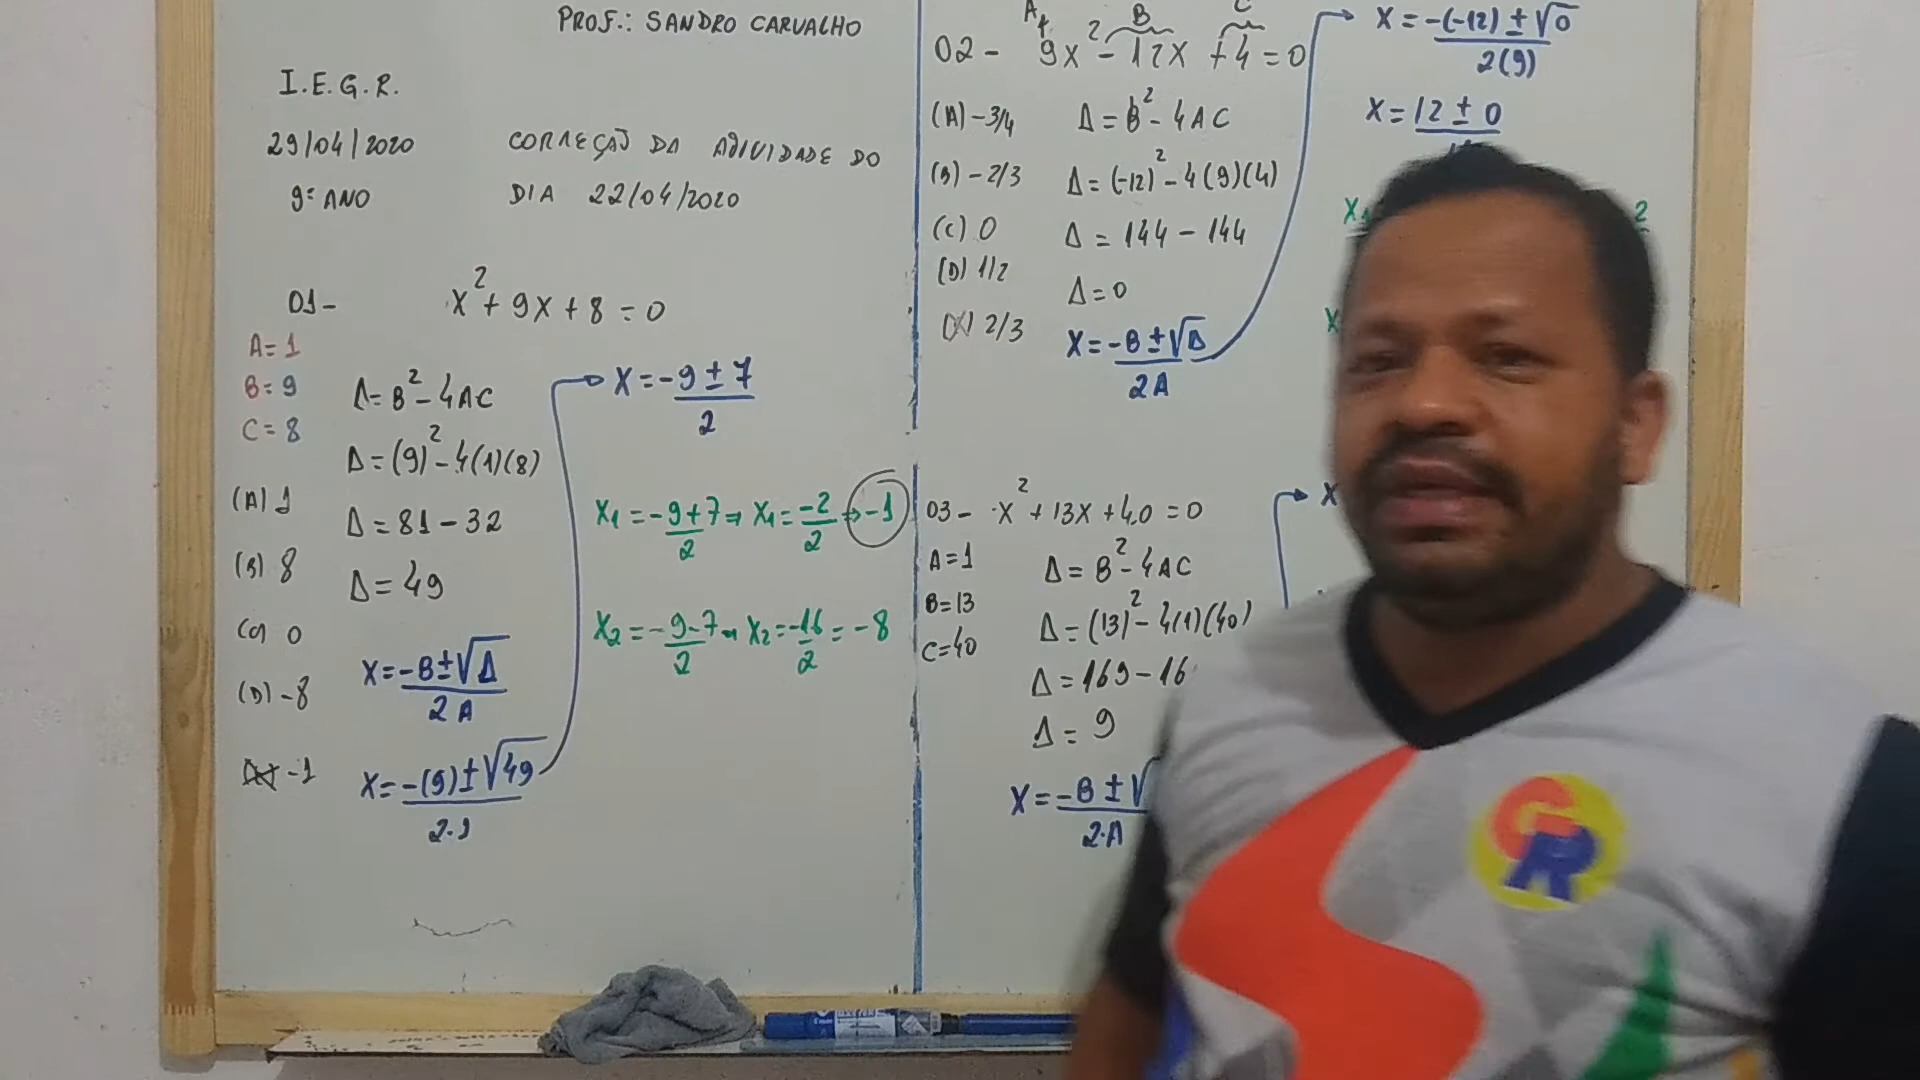 PROF.: SANDRO CARVALHO
I.E.G.R.
29/04/2020
9º ANO
CORREÇÃO DA ATIVIDADE DO
DIA 22/04/2020
01- x² + 9x + 8 = 0
A = 1
B = 9
C = 8
(A) 1
(B) 8
(C) 0
(D) -8
-1
Δ = B² - 4AC
Δ = (9)² - 4(1)(8)
Δ = 81 - 32
Δ = 49
X = -B ± √Δ / 2A
X = -(9) ± √49 / 2.1
X = -9 ± 7 / 2
X₁ = -9+7 / 2 → X₁ = -2/2 → -1
X₂ = -9-7 / 2 → X₂ = -16/2 = -8
A B C
02- 9x² - 12x + 4 = 0
(A) -3/4
(B) -2/3
(C) 0
(D) 1/2
(X) 2/3
Δ = B² - 4AC
Δ = (-12)² - 4(9)(4)
Δ = 144 - 144
Δ = 0
X = -B ± √Δ / 2A
X = -(-12) ± √0 / 2(9)
X = 12 ± 0
X₁
2
X
03- x² + 13x + 40 = 0
A = 1
B = 13
C = 40
Δ = B² - 4AC
Δ = (13)² - 4(1)(40)
Δ = 169 - 16
Δ = 9
X = -B ± √ / 2.A
X
GR